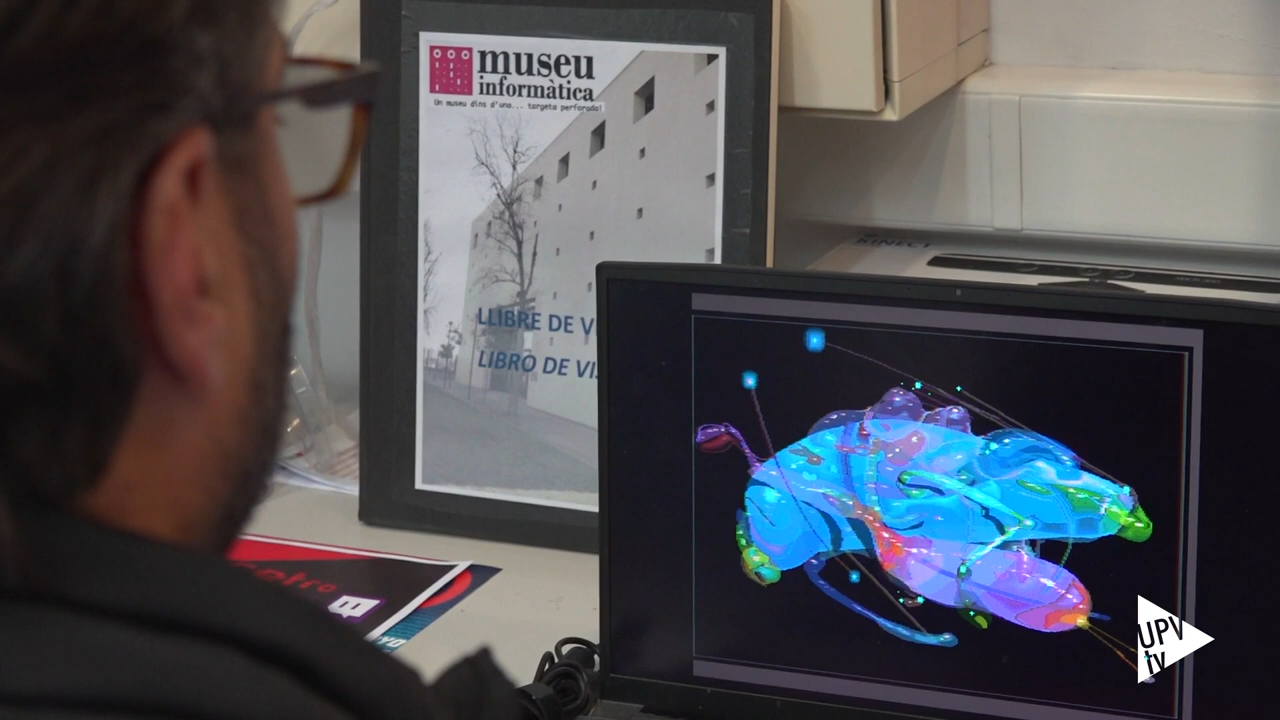 museu
informàtica
Un museu dins d'una... targeta perforada!
LLIBRE DE V
LIBRO DE VI
KINECT
UPV
tv